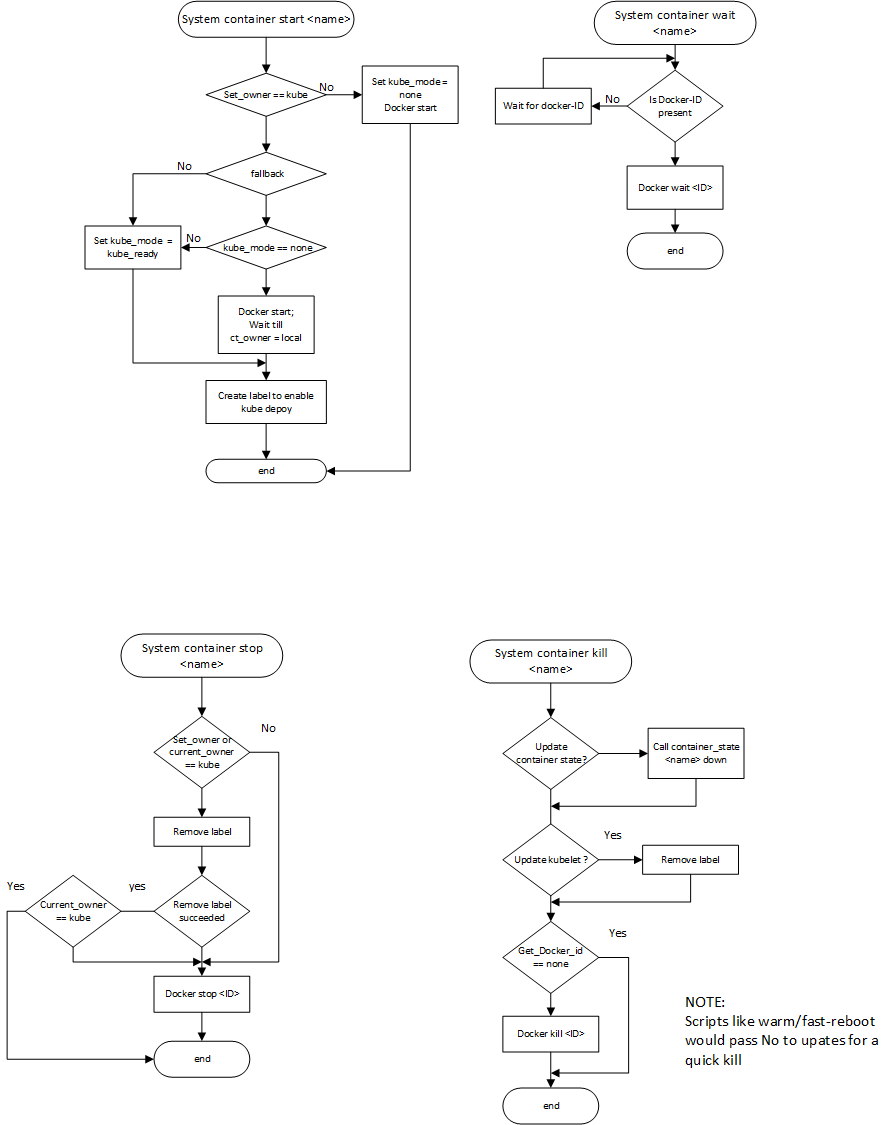 System container start <name>
Set_owner == kube
No
Set kube_mode =
none
Docker start
No
fallback
Set kube_mode =
kube_ready
No
kube_mode == none
Docker start;
Wait till
ct_owner = local
Create label to enable
kube depoy
end
System container wait
<name>
Wait for docker-ID
No
Is Docker-ID
present
Docker wait <ID>
end
System container stop
<name>
No
Set_owner or
current_owner
== kube
Remove label
Yes
Current_owner
== kube
yes
Remove label
succeeded
Docker stop <ID>
end
System container kill
<name>
Update
container state?
Call container_state
<name> down
Yes
Update kubelet ?
Remove label
Yes
Get_Docker_id
== none
Docker kill <ID>
end
NOTE:
Scripts like warm/fast-reboot
would pass No to upates for a
quick kill